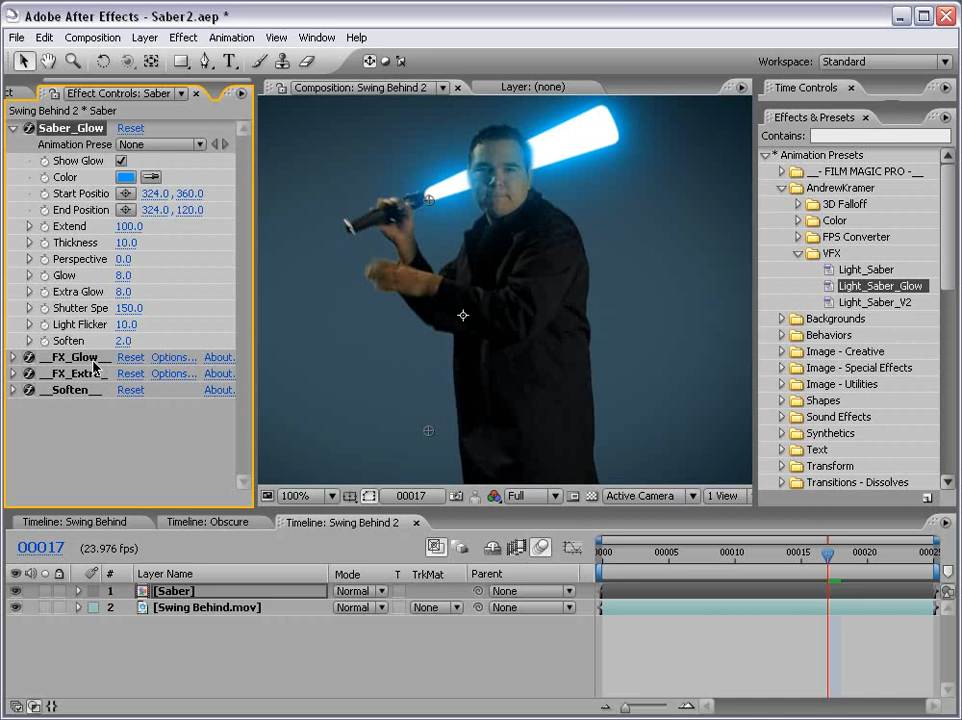 Adobe After Effects - Saber2.aep *
File Edit Composition Layer Effect Animation View Window Help
Workspace: Standard
Effect Controls: Saber
Swing Behind 2 * Saber
Saber_Glow Reset
Animation Prese None
Show Glow
Color
Start Positio 324.0, 360.0
End Position 324.0, 120.0
Extend 100.0
Thickness 10.0
Perspective 0.0
Glow 8.0
Extra Glow 8.0
Shutter Spe 150.0
Light Flicker 10.0
Soften 2.0
__FX_Glow__ Reset Options... About.
__FX_Extr Reset Options... About.
__Soften__ Reset About.
Composition: Swing Behind 2
Layer: (none)
100% 00017 Full Active Camera 1 View
Time Controls
Effects & Presets
Contains:
* Animation Presets
__- FILM MAGIC PRO -__
AndrewKramer
3D Falloff
Color
FPS Converter
VFX
Light_Saber
Light_Saber_Glow
Light_Saber_V2
Backgrounds
Behaviors
Image - Creative
Image - Special Effects
Image - Utilities
Shapes
Sound Effects
Synthetics
Text
Transform
Transitions - Dissolves
Timeline: Swing Behind Timeline: Obscure Timeline: Swing Behind 2
00017 (23.976 fps)
0000 00005 00010 00015 00020 0002
# Layer Name Mode T TrkMat Parent
1 [Saber] Normal None
2 [Swing Behind.mov] Normal None None